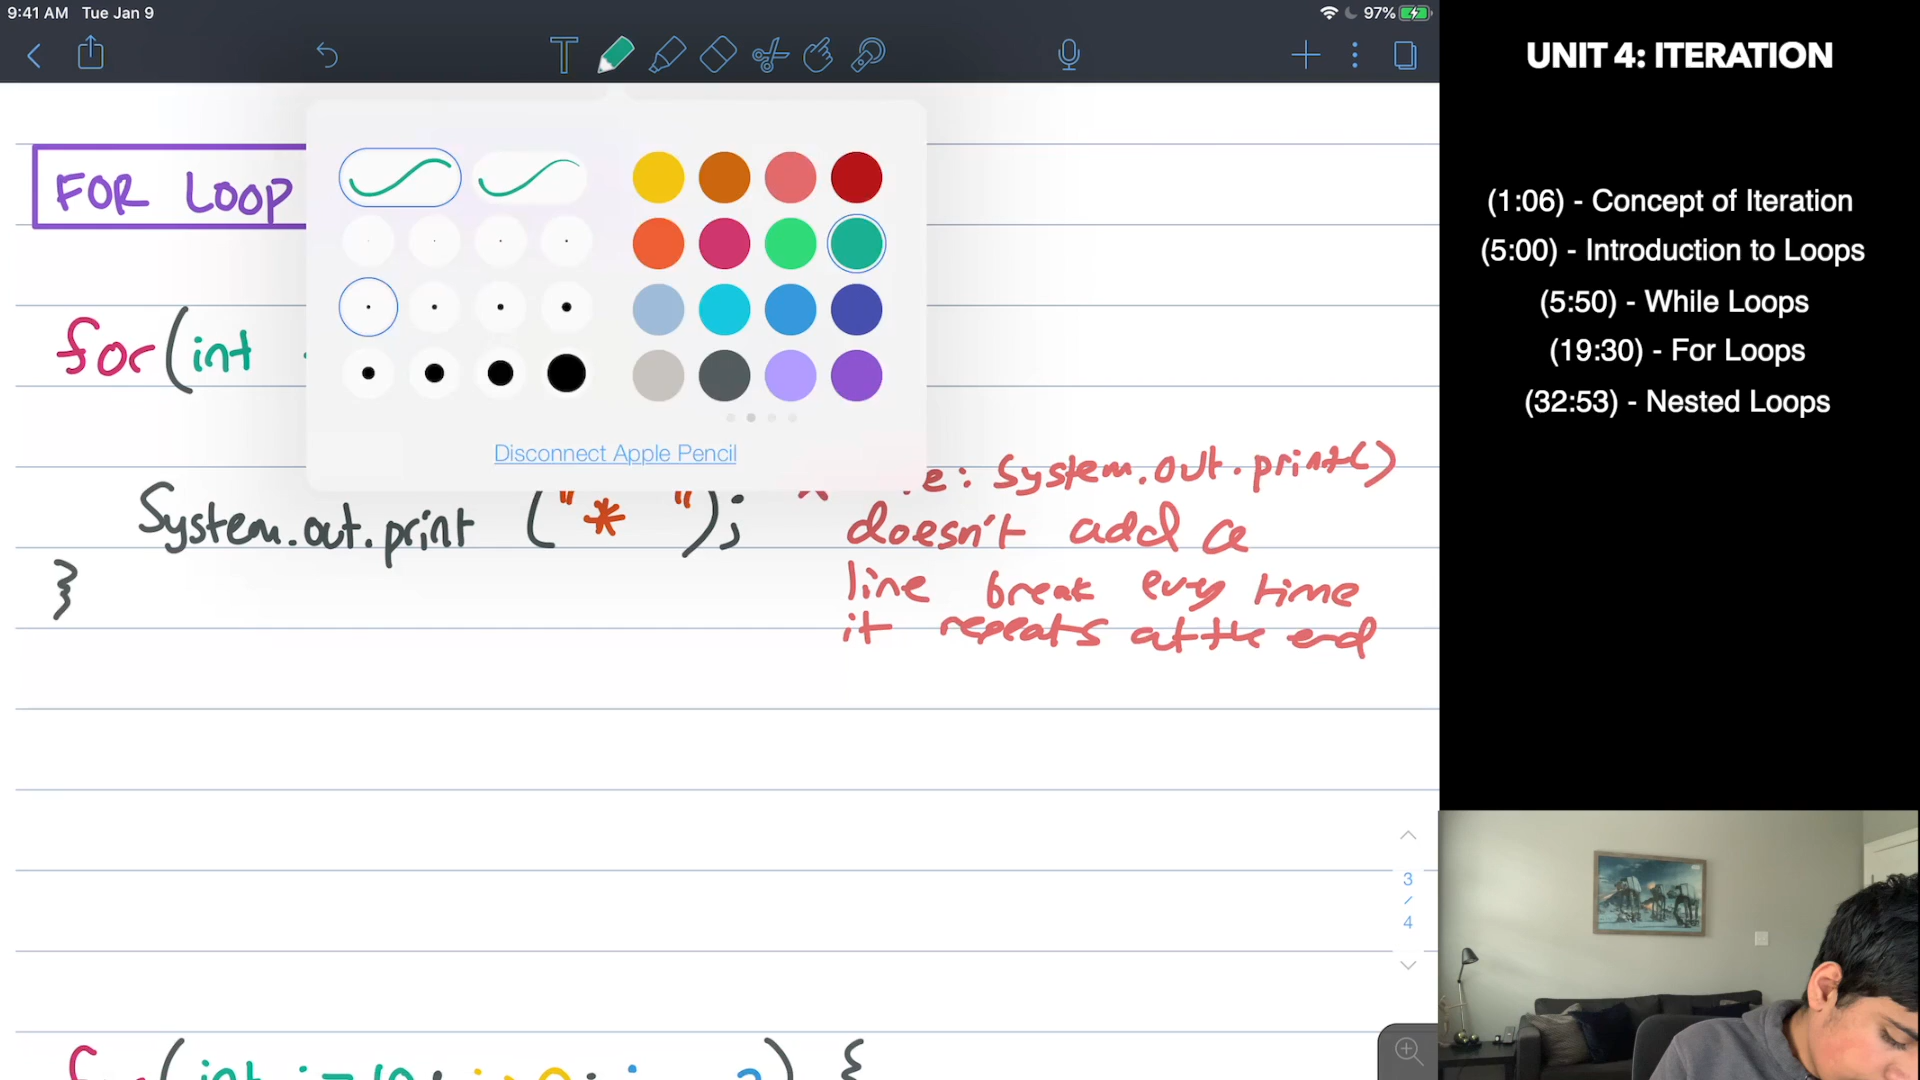 9:41 AM Tue Jan 9
97%
UNIT 4: ITERATION
(1:06) - Concept of Iteration
(5:00) - Introduction to Loops
(5:50) - While Loops
(19:30) - For Loops
(32:53) - Nested Loops
FOR LOOP
for(int
Disconnect Apple Pencil
e: System.out.print()
System.out.print ("* ");
doesn't add a
line break every time
it repeats at the end
}
3
/
4